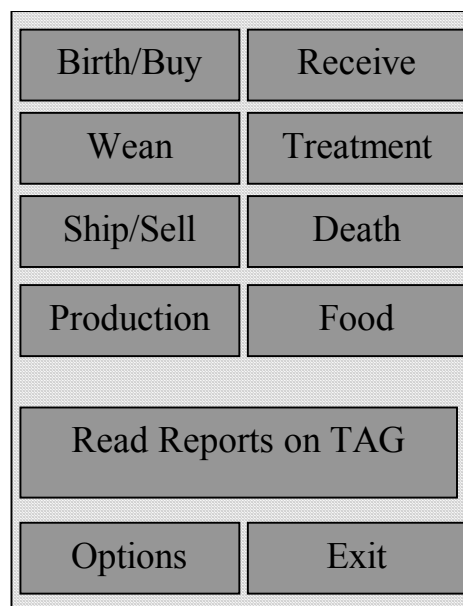 Birth/Buy Receive
Wean Treatment
Ship/Sell Death
Production Food
Read Reports on TAG
Options Exit